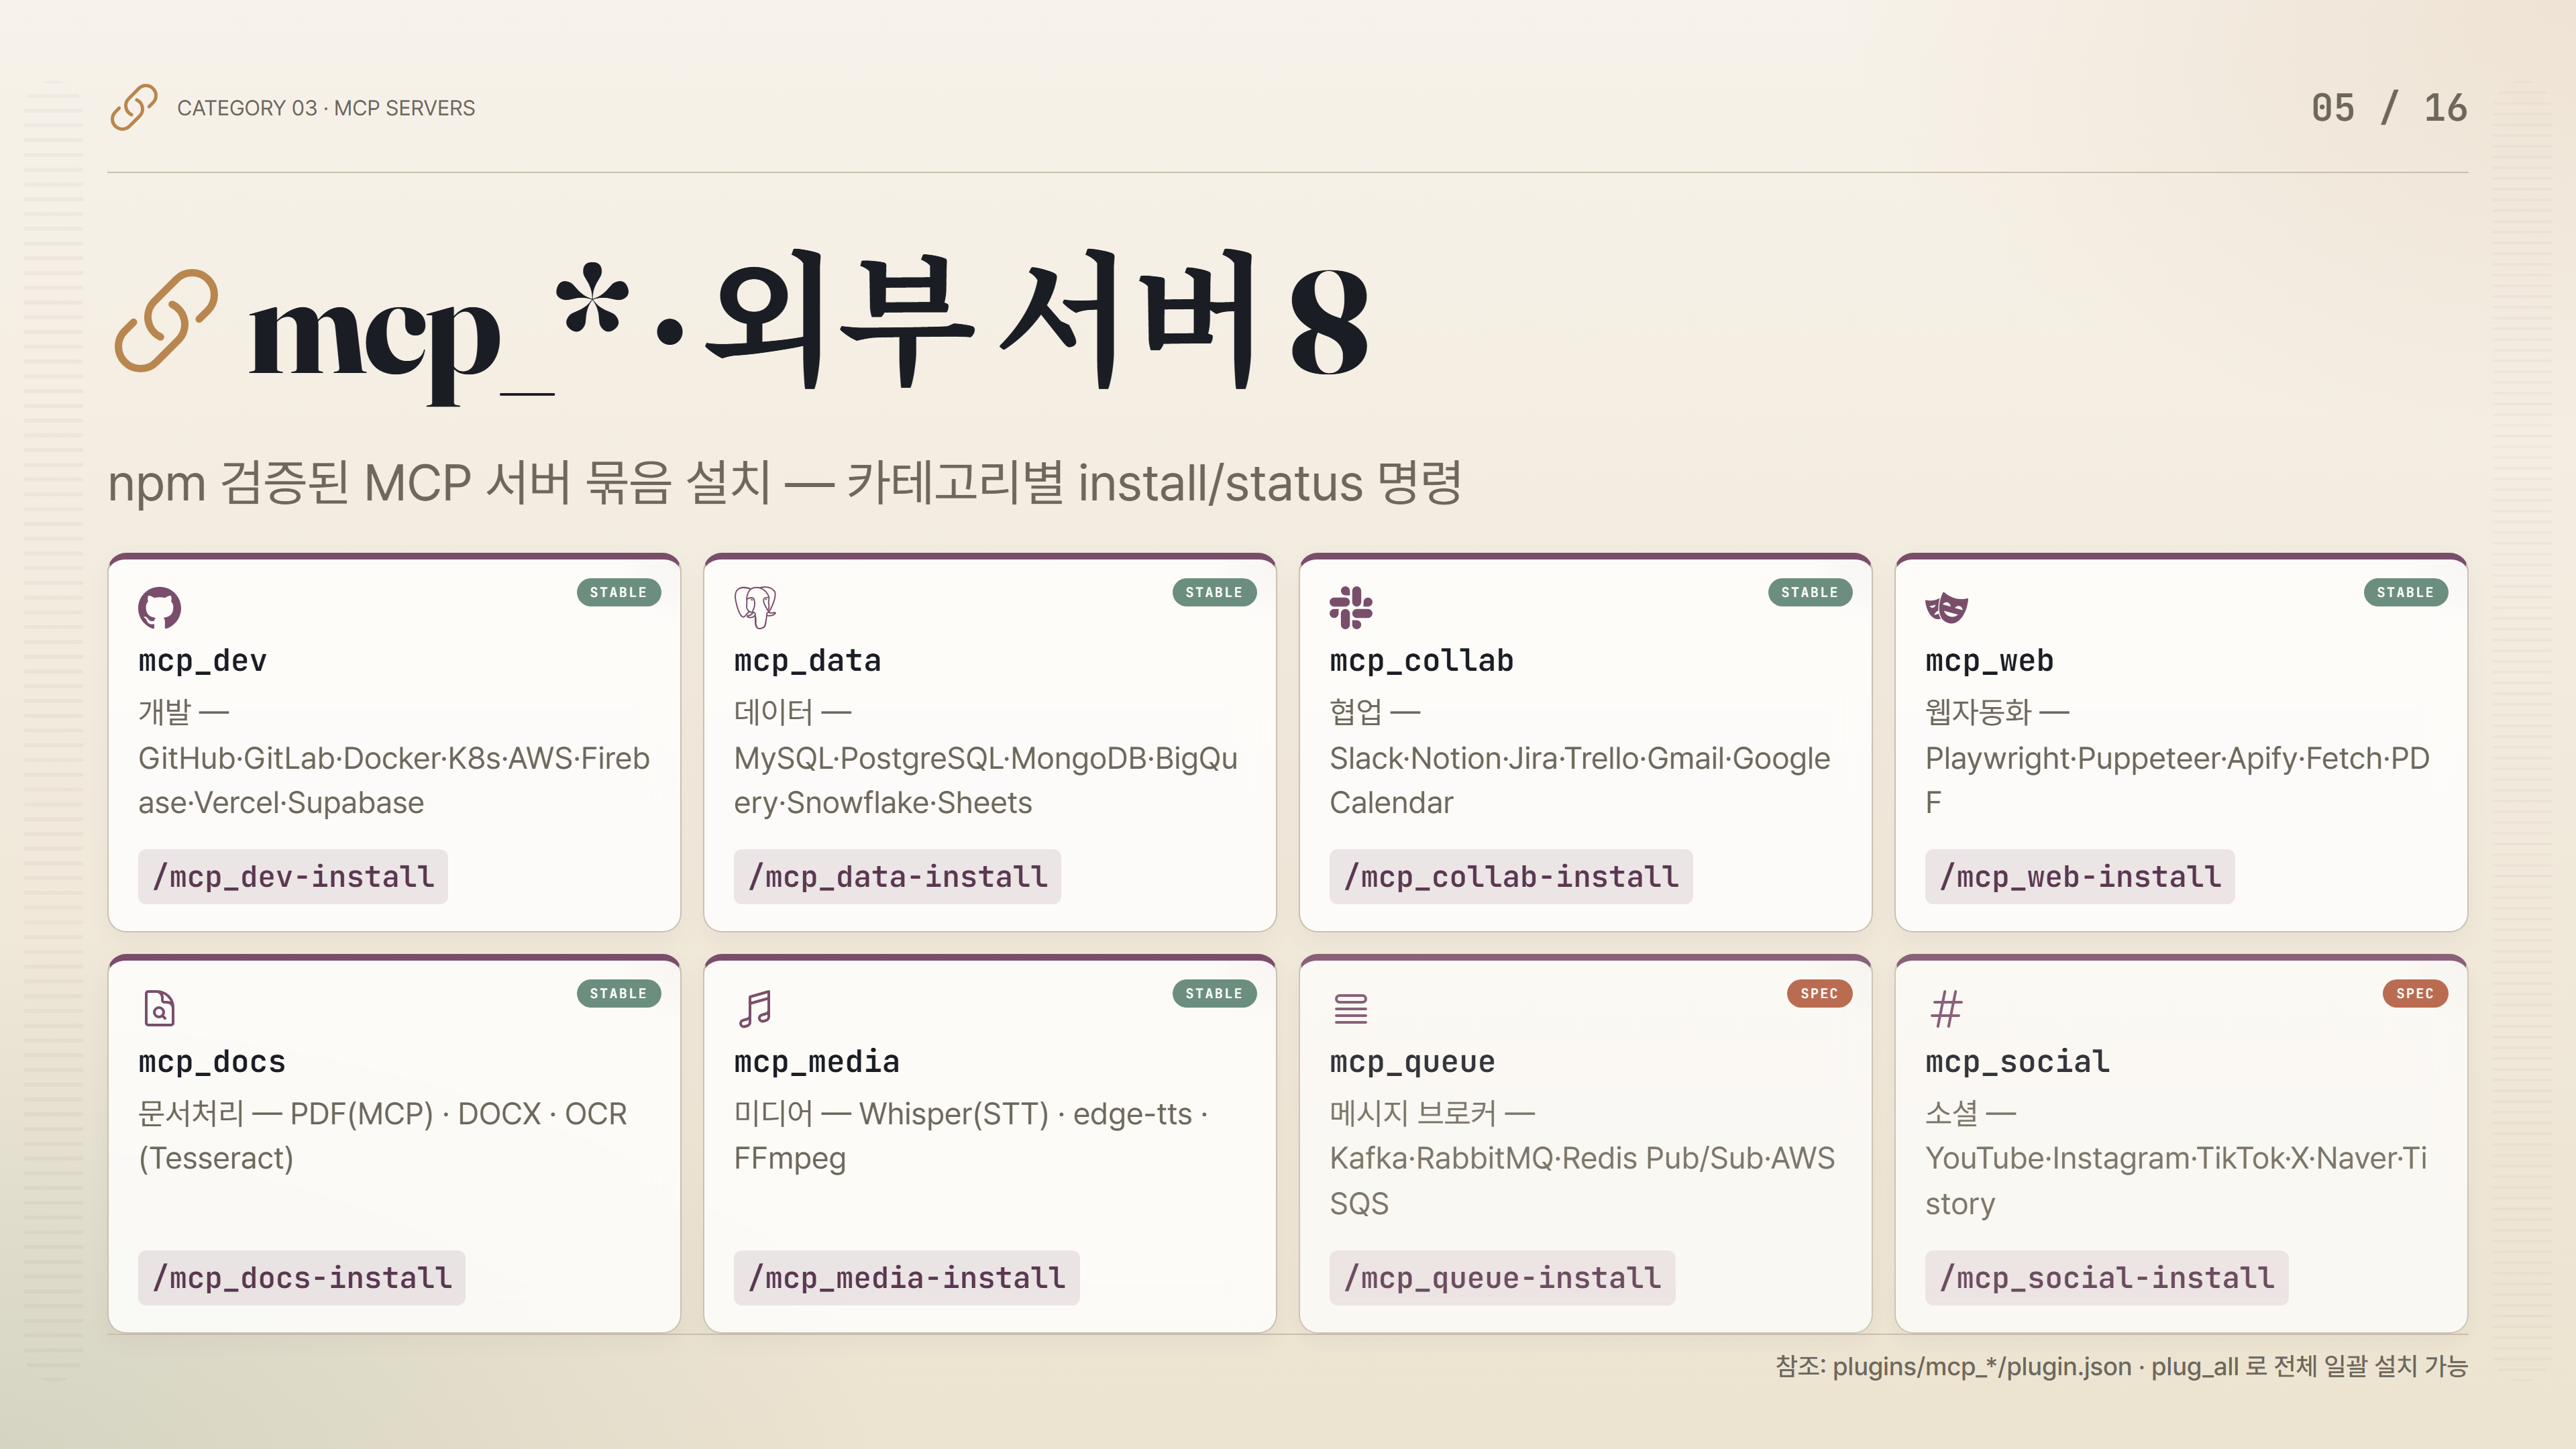 CATEGORY 03 · MCP SERVERS
05 / 16
mcp_* · 외부 서버 8
npm 검증된 MCP 서버 묶음 설치 — 카테고리별 install/status 명령
STABLE
mcp_dev
개발 —
GitHub·GitLab·Docker·K8s·AWS·Fireb
ase·Vercel·Supabase
/mcp_dev-install
STABLE
mcp_data
데이터 —
MySQL·PostgreSQL·MongoDB·BigQu
ery·Snowflake·Sheets
/mcp_data-install
STABLE
mcp_collab
협업 —
Slack·Notion·Jira·Trello·Gmail·Google
Calendar
/mcp_collab-install
STABLE
mcp_web
웹자동화 —
Playwright·Puppeteer·Apify·Fetch·PD
F
/mcp_web-install
STABLE
mcp_docs
문서처리 — PDF(MCP) · DOCX · OCR
(Tesseract)
/mcp_docs-install
STABLE
mcp_media
미디어 — Whisper(STT) · edge-tts ·
FFmpeg
/mcp_media-install
SPEC
mcp_queue
메시지 브로커 —
Kafka·RabbitMQ·Redis Pub/Sub·AWS
SQS
/mcp_queue-install
SPEC
mcp_social
소셜 —
YouTube·Instagram·TikTok·X·Naver·Ti
story
/mcp_social-install
참조: plugins/mcp_*/plugin.json · plug_all 로 전체 일괄 설치 가능